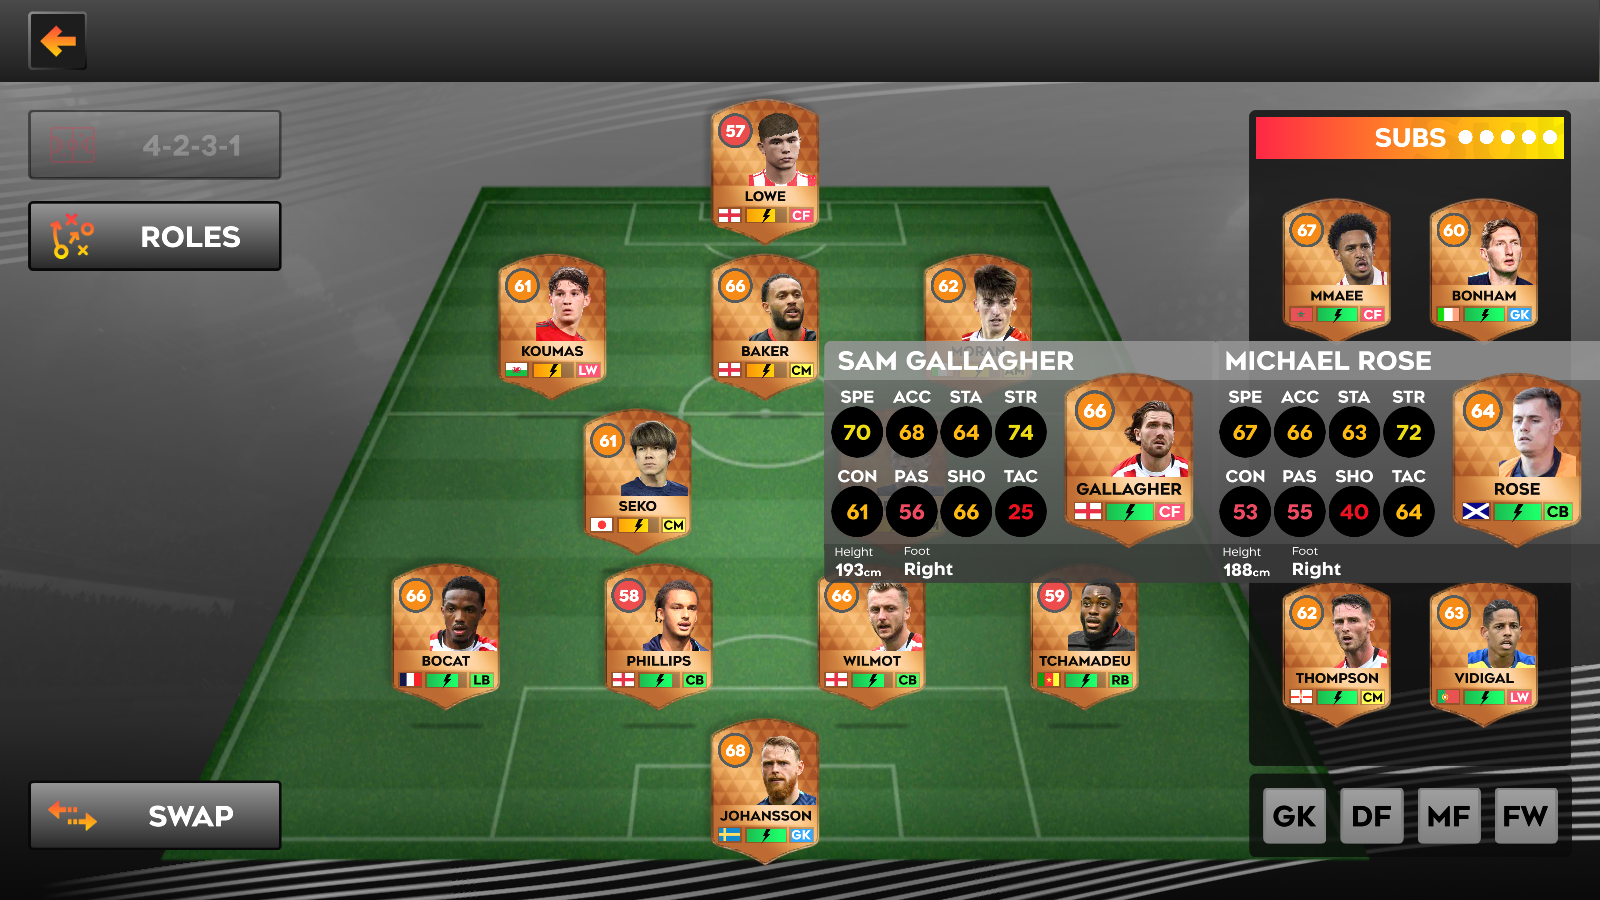 4-2-3-1
ROLES
SWAP
57
LOWE
CF
61
KOUMAS
LW
66
BAKER
CM
62
MORAN
61
SEKO
CM
66
BOCAT
LB
58
PHILLIPS
CB
66
WILMOT
CB
59
TCHAMADEU
RB
68
JOHANSSON
GK
SAM GALLAGHER
SPE ACC STA STR
70 68 64 74
CON PAS SHO TAC
61 56 66 25
Height Foot
193cm Right
66
GALLAGHER
CF
MICHAEL ROSE
SPE ACC STA STR
67 66 63 72
CON PAS SHO TAC
53 55 40 64
Height Foot
188cm Right
64
ROSE
CB
SUBS
67
MMAEE
CF
60
BONHAM
GK
62
THOMPSON
CM
63
VIDIGAL
LW
GK DF MF FW